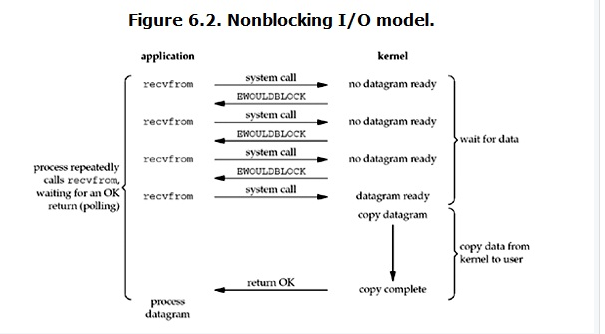 Figure 6.2. Nonblocking I/O model.
application kernel
recvfrom system call no datagram ready
EWOULDBLOCK
recvfrom system call no datagram ready
EWOULDBLOCK
recvfrom system call no datagram ready
EWOULDBLOCK
recvfrom system call datagram ready
copy datagram
wait for data
process repeatedly
calls recvfrom,
waiting for an OK
return (polling)
copy data from
kernel to user
return OK copy complete
process
datagram